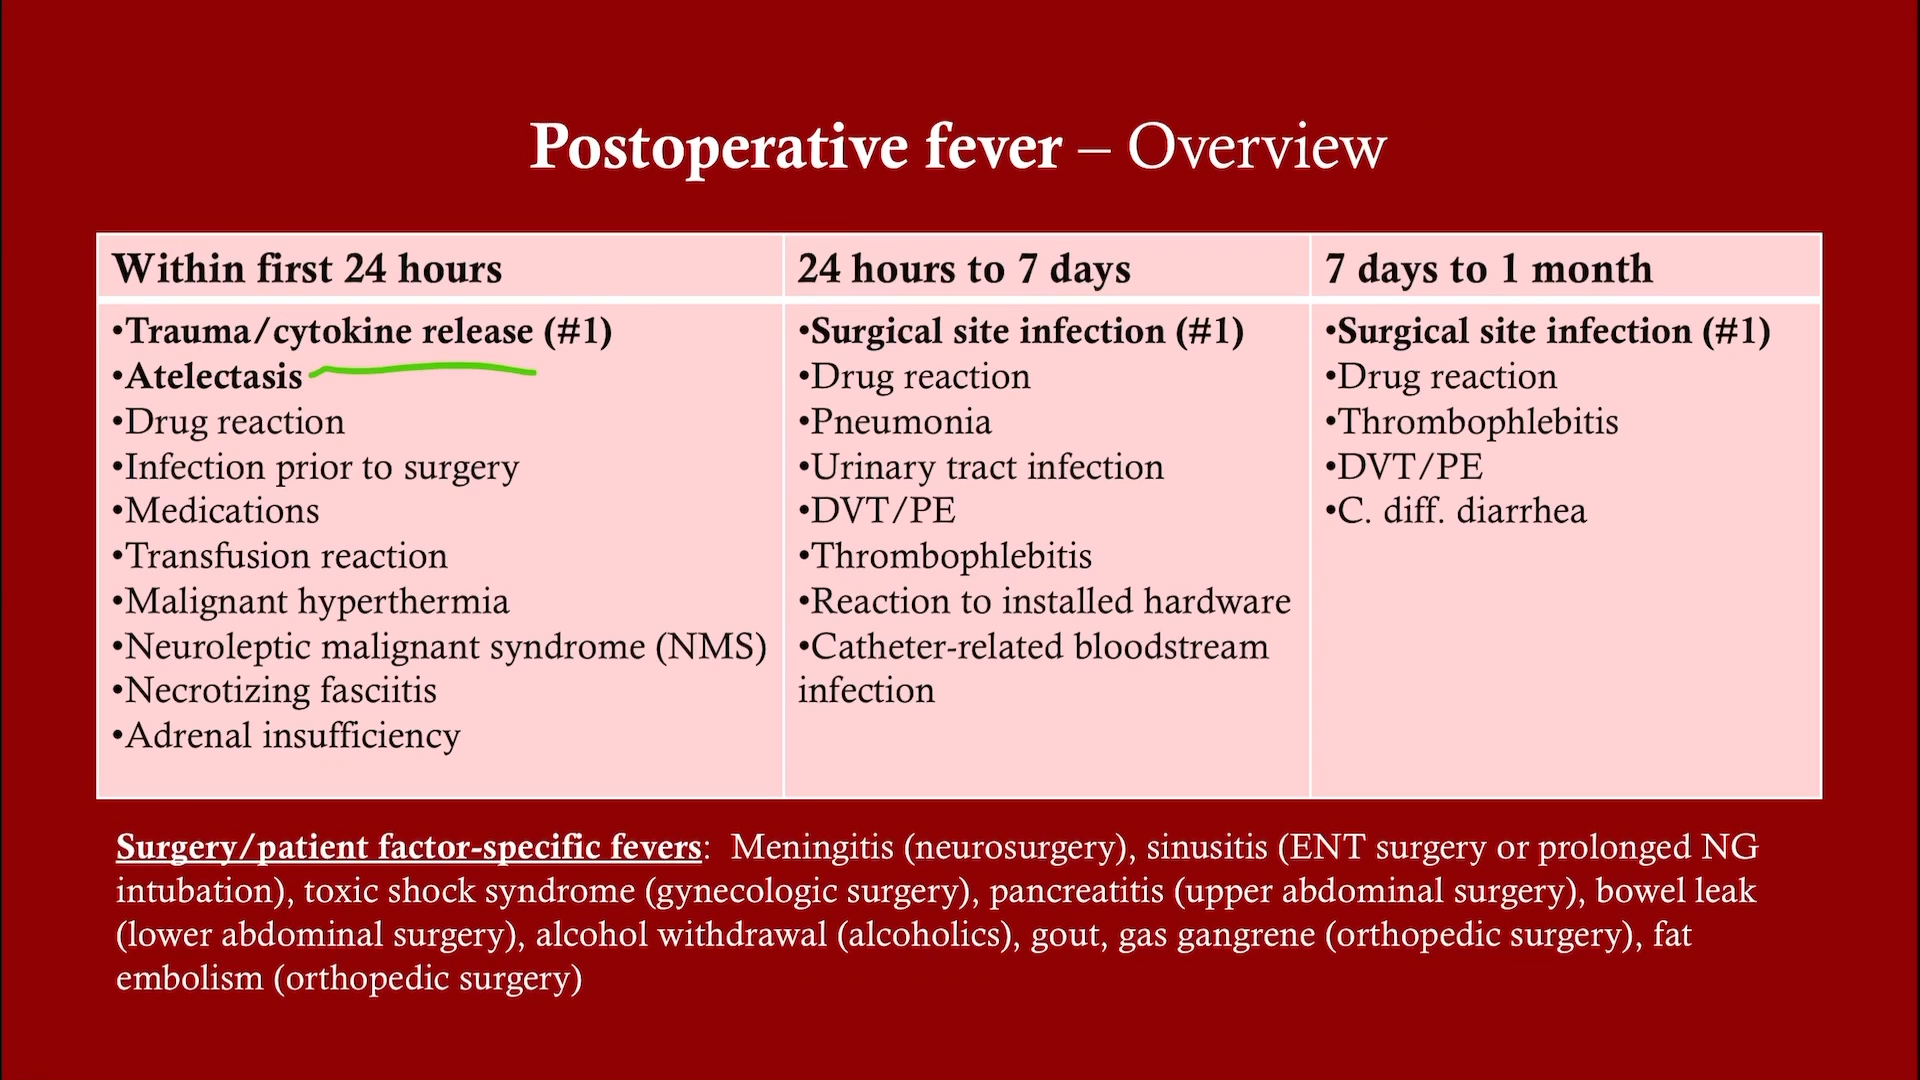 Postoperative fever – Overview
Within first 24 hours
•Trauma/cytokine release (#1)
•Atelectasis
•Drug reaction
•Infection prior to surgery
•Medications
•Transfusion reaction
•Malignant hyperthermia
•Neuroleptic malignant syndrome (NMS)
•Necrotizing fasciitis
•Adrenal insufficiency
24 hours to 7 days
•Surgical site infection (#1)
•Drug reaction
•Pneumonia
•Urinary tract infection
•DVT/PE
•Thrombophlebitis
•Reaction to installed hardware
•Catheter-related bloodstream
infection
7 days to 1 month
•Surgical site infection (#1)
•Drug reaction
•Thrombophlebitis
•DVT/PE
•C. diff. diarrhea
Surgery/patient factor-specific fevers:  Meningitis (neurosurgery), sinusitis (ENT surgery or prolonged NG
intubation), toxic shock syndrome (gynecologic surgery), pancreatitis (upper abdominal surgery), bowel leak
(lower abdominal surgery), alcohol withdrawal (alcoholics), gout, gas gangrene (orthopedic surgery), fat
embolism (orthopedic surgery)